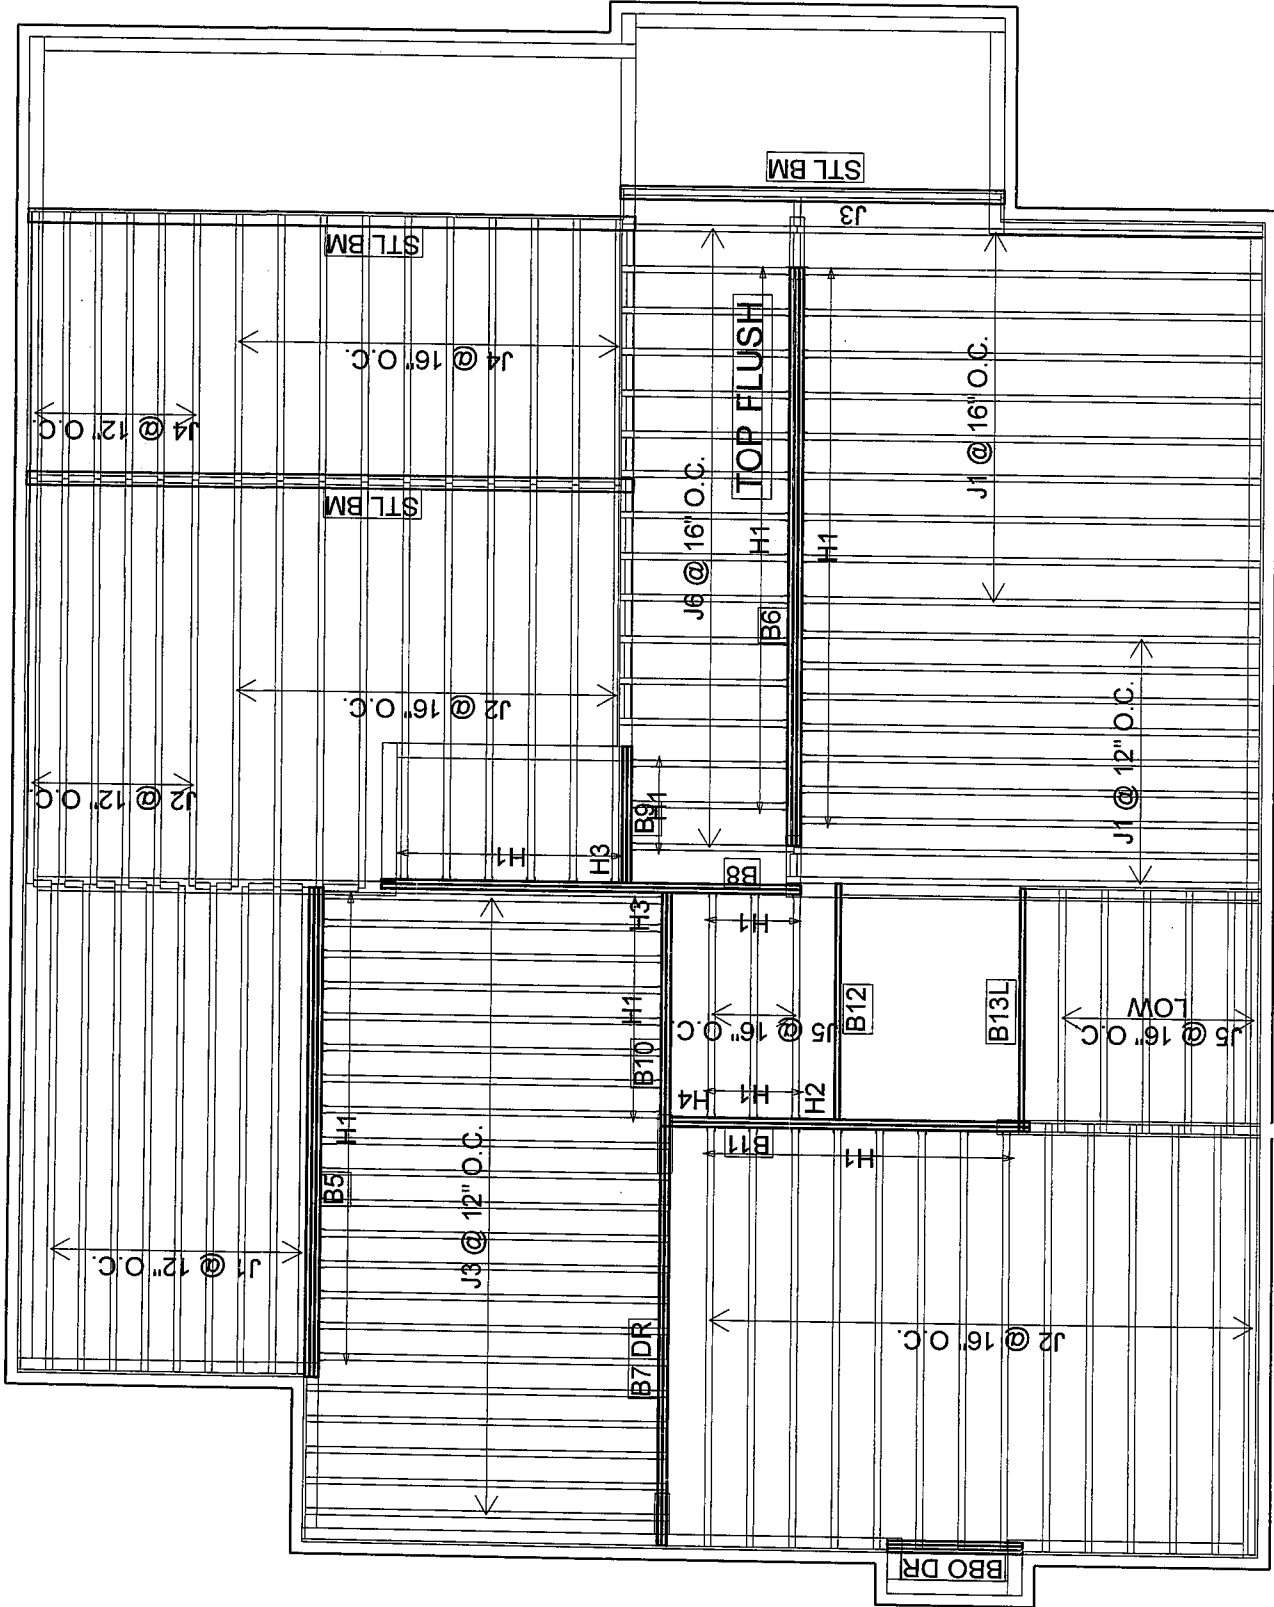 STL BM
J3
STL BM
J4 @ 16" O.C.
J4 @ 12" O.C.
TOP FLUSH
J1 @ 16" O.C.
STL BM
J6 @ 16" O.C.
H1
H1
B6
J2 @ 16" O.C.
J2 @ 12" O.C.
J1 @ 12" O.C.
B9
H1
H3
H1
B8
H3
H1
H1
J5 @ 16" O.C.
B12
B13L
J5 @ 16" O.C
LOW
B10
H1
B5
H4
H1
H2
B11
H1
J3 @ 12" O.C.
J1 @ 12" O.C.
B7 DR
J2 @ 16" O.C.
BBO DR